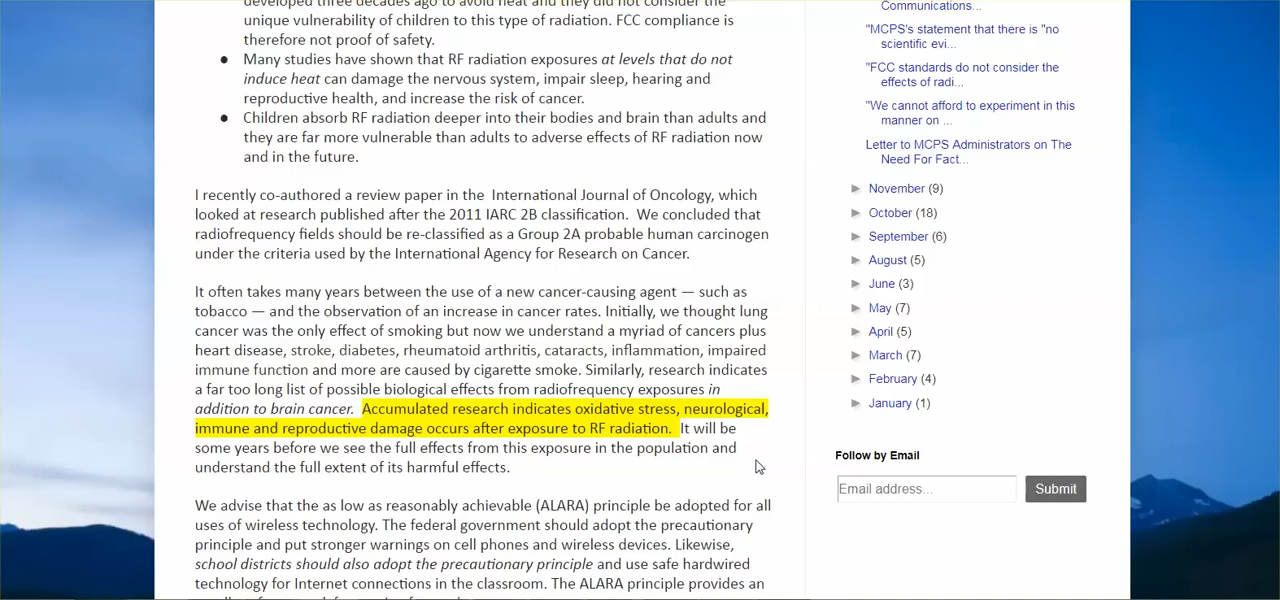 developed three decades ago to avoid heat and they did not consider the
unique vulnerability of children to this type of radiation. FCC compliance is
therefore not proof of safety.
● Many studies have shown that RF radiation exposures at levels that do not
induce heat can damage the nervous system, impair sleep, hearing and
reproductive health, and increase the risk of cancer.
● Children absorb RF radiation deeper into their bodies and brain than adults and
they are far more vulnerable than adults to adverse effects of RF radiation now
and in the future.
I recently co-authored a review paper in the International Journal of Oncology, which
looked at research published after the 2011 IARC 2B classification. We concluded that
radiofrequency fields should be re-classified as a Group 2A probable human carcinogen
under the criteria used by the International Agency for Research on Cancer.
It often takes many years between the use of a new cancer-causing agent — such as
tobacco — and the observation of an increase in cancer rates. Initially, we thought lung
cancer was the only effect of smoking but now we understand a myriad of cancers plus
heart disease, stroke, diabetes, rheumatoid arthritis, cataracts, inflammation, impaired
immune function and more are caused by cigarette smoke. Similarly, research indicates
a far too long list of possible biological effects from radiofrequency exposures in
addition to brain cancer. Accumulated research indicates oxidative stress, neurological,
immune and reproductive damage occurs after exposure to RF radiation. It will be
some years before we see the full effects from this exposure in the population and
understand the full extent of its harmful effects.
We advise that the as low as reasonably achievable (ALARA) principle be adopted for all
uses of wireless technology. The federal government should adopt the precautionary
principle and put stronger warnings on cell phones and wireless devices. Likewise,
school districts should also adopt the precautionary principle and use safe hardwired
technology for Internet connections in the classroom. The ALARA principle provides an
Communications...
"MCPS's statement that there is "no
scientific evi...
"FCC standards do not consider the
effects of radi...
"We cannot afford to experiment in this
manner on ...
Letter to MCPS Administrators on The
Need For Fact...
► November (9)
► October (18)
► September (6)
► August (5)
► June (3)
► May (7)
► April (5)
► March (7)
► February (4)
► January (1)
Follow by Email
Email address...
Submit